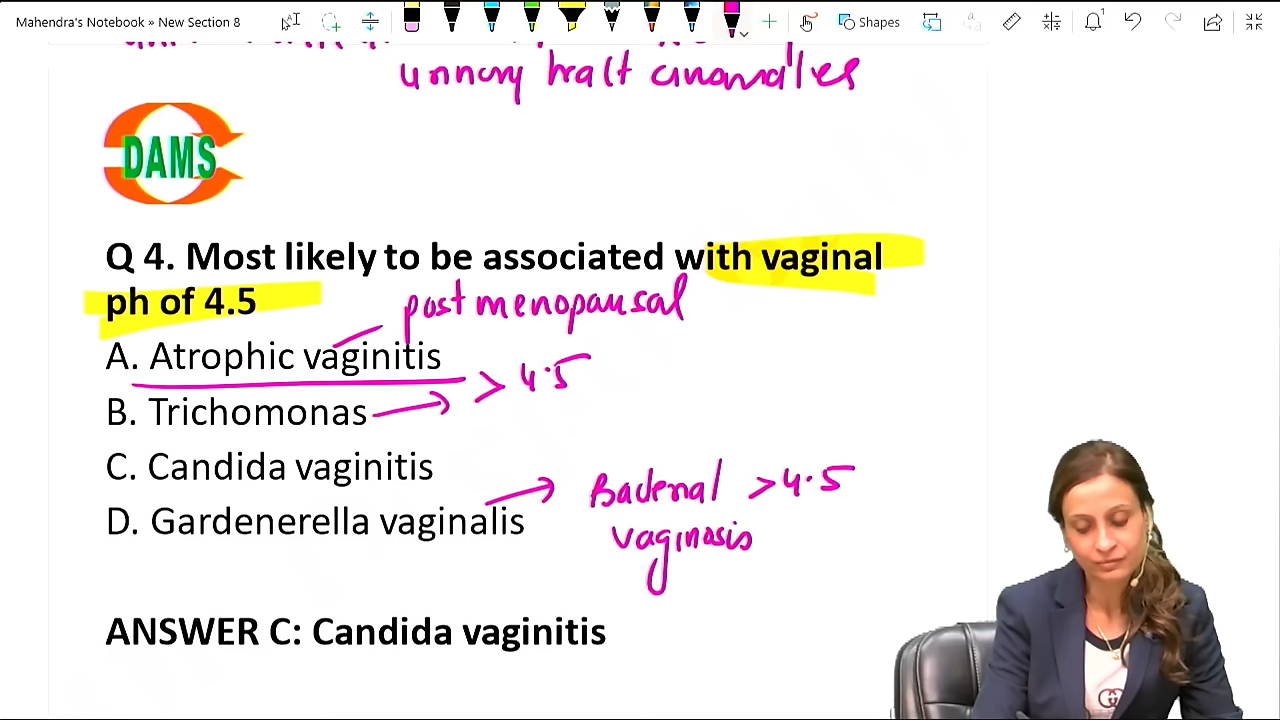 Mahendra's Notebook » New Section 8
Shapes
urinary tract anomalies
DAMS
Q 4. Most likely to be associated with vaginal
ph of 4.5
post menopausal
A. Atrophic vaginitis
> 4.5
B. Trichomonas
C. Candida vaginitis
Bacterial > 4.5
D. Gardenerella vaginalis
vaginosis
ANSWER C: Candida vaginitis